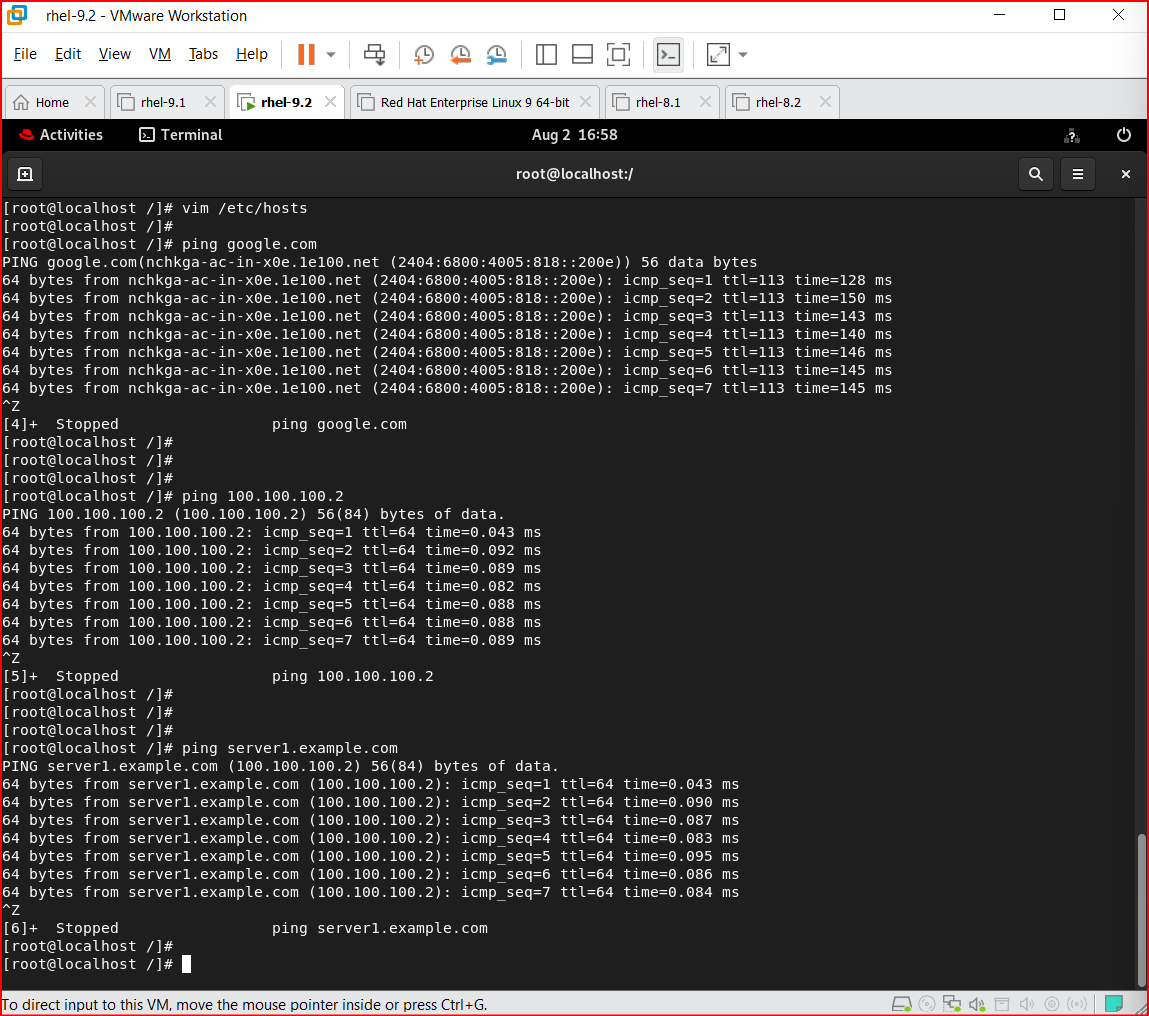 rhel-9.2 - VMware Workstation
File Edit View VM Tabs Help
Home rhel-9.1 rhel-9.2 Red Hat Enterprise Linux 9 64-bit rhel-8.1 rhel-8.2
Activities Terminal Aug 2 16:58 ?
root@localhost:/
[root@localhost /]# vim /etc/hosts
[root@localhost /]#
[root@localhost /]# ping google.com
PING google.com(nchkga-ac-in-x0e.1e100.net (2404:6800:4005:818::200e)) 56 data bytes
64 bytes from nchkga-ac-in-x0e.1e100.net (2404:6800:4005:818::200e): icmp_seq=1 ttl=113 time=128 ms
64 bytes from nchkga-ac-in-x0e.1e100.net (2404:6800:4005:818::200e): icmp_seq=2 ttl=113 time=150 ms
64 bytes from nchkga-ac-in-x0e.1e100.net (2404:6800:4005:818::200e): icmp_seq=3 ttl=113 time=143 ms
64 bytes from nchkga-ac-in-x0e.1e100.net (2404:6800:4005:818::200e): icmp_seq=4 ttl=113 time=140 ms
64 bytes from nchkga-ac-in-x0e.1e100.net (2404:6800:4005:818::200e): icmp_seq=5 ttl=113 time=146 ms
64 bytes from nchkga-ac-in-x0e.1e100.net (2404:6800:4005:818::200e): icmp_seq=6 ttl=113 time=145 ms
64 bytes from nchkga-ac-in-x0e.1e100.net (2404:6800:4005:818::200e): icmp_seq=7 ttl=113 time=145 ms
^Z
[4]+  Stopped                 ping google.com
[root@localhost /]#
[root@localhost /]#
[root@localhost /]#
[root@localhost /]# ping 100.100.100.2
PING 100.100.100.2 (100.100.100.2) 56(84) bytes of data.
64 bytes from 100.100.100.2: icmp_seq=1 ttl=64 time=0.043 ms
64 bytes from 100.100.100.2: icmp_seq=2 ttl=64 time=0.092 ms
64 bytes from 100.100.100.2: icmp_seq=3 ttl=64 time=0.089 ms
64 bytes from 100.100.100.2: icmp_seq=4 ttl=64 time=0.082 ms
64 bytes from 100.100.100.2: icmp_seq=5 ttl=64 time=0.088 ms
64 bytes from 100.100.100.2: icmp_seq=6 ttl=64 time=0.088 ms
64 bytes from 100.100.100.2: icmp_seq=7 ttl=64 time=0.089 ms
^Z
[5]+  Stopped                 ping 100.100.100.2
[root@localhost /]#
[root@localhost /]#
[root@localhost /]#
[root@localhost /]# ping server1.example.com
PING server1.example.com (100.100.100.2) 56(84) bytes of data.
64 bytes from server1.example.com (100.100.100.2): icmp_seq=1 ttl=64 time=0.043 ms
64 bytes from server1.example.com (100.100.100.2): icmp_seq=2 ttl=64 time=0.090 ms
64 bytes from server1.example.com (100.100.100.2): icmp_seq=3 ttl=64 time=0.087 ms
64 bytes from server1.example.com (100.100.100.2): icmp_seq=4 ttl=64 time=0.083 ms
64 bytes from server1.example.com (100.100.100.2): icmp_seq=5 ttl=64 time=0.095 ms
64 bytes from server1.example.com (100.100.100.2): icmp_seq=6 ttl=64 time=0.086 ms
64 bytes from server1.example.com (100.100.100.2): icmp_seq=7 ttl=64 time=0.084 ms
^Z
[6]+  Stopped                 ping server1.example.com
[root@localhost /]#
[root@localhost /]#
To direct input to this VM, move the mouse pointer inside or press Ctrl+G.